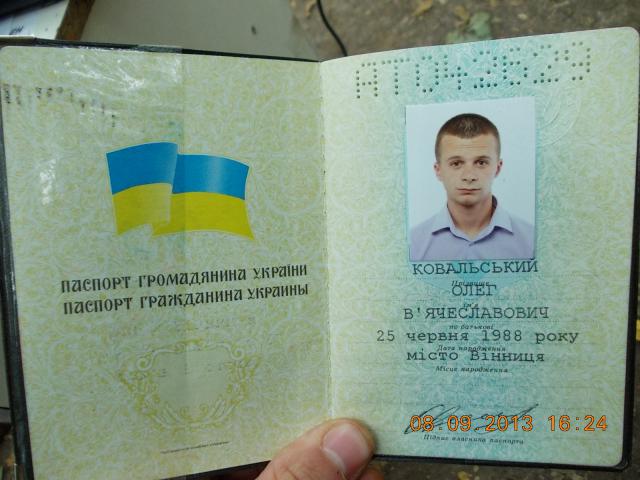 ПАСПОРТ ГРОМАДЯНИНА УКРАЇНИ
ПАСПОРТ ГРАЖДАНИНА УКРАИНЫ
АТ043629
КОВАЛЬСЬКИЙ
Прізвище
ОЛЕГ
Ім'я
В'ЯЧЕСЛАВОВИЧ
по батькові
25 червня 1988 року
Дата народження
місто Вінниця
Місце народження
08.09.2013 16:24
Підпис власника паспорта